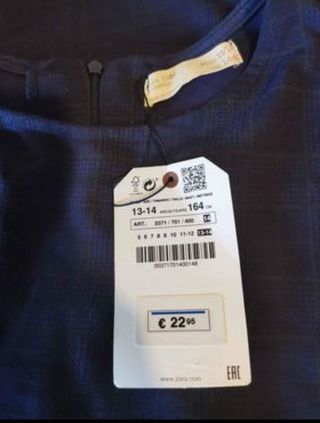 13-14 AÑOS/YEARS 164 CM
ART.: 0371 / 701 / 400 14
5 6 7 8 9 10 11-12 13-14
00371701400146
€ 22 95
www.zara.com
EAC